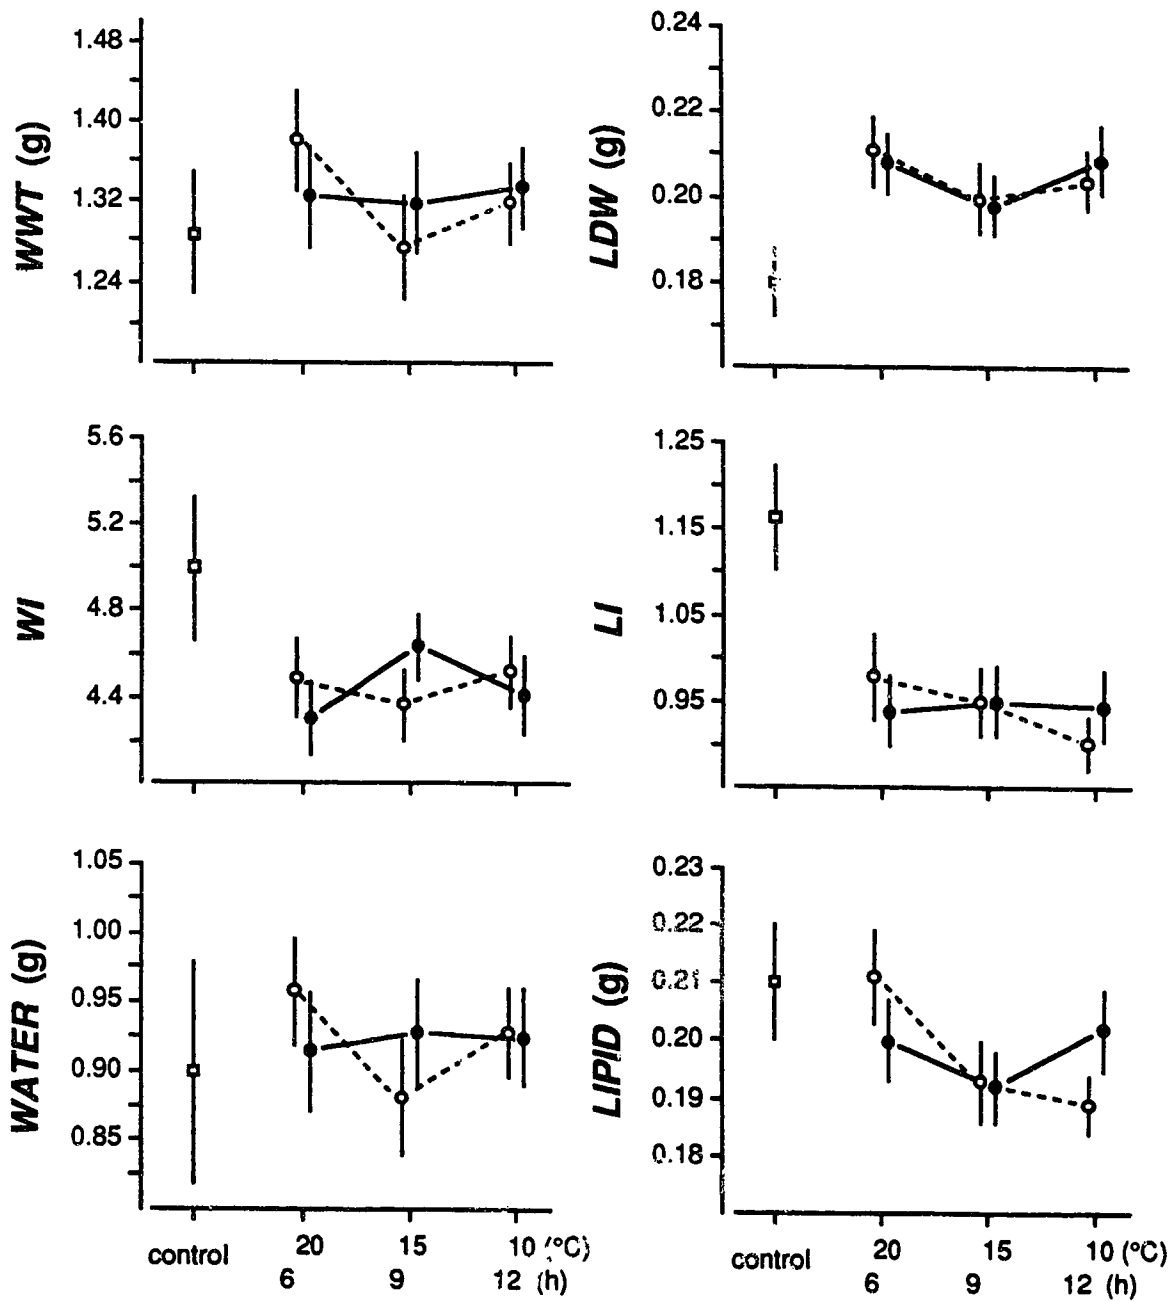 WWT (g)
1.48
1.40
1.32
1.24
LDW (g)
0.24
0.22
0.20
0.18
WI
5.6
5.2
4.8
4.4
LI
1.25
1.15
1.05
0.95
WATER (g)
1.05
1.00
0.95
0.90
0.85
LIPID (g)
0.23
0.22
0.21
0.20
0.19
0.18
control 20 15 10 (°C)
6 9 12 (h)
control 20 15 10 (°C)
6 9 12 (h)